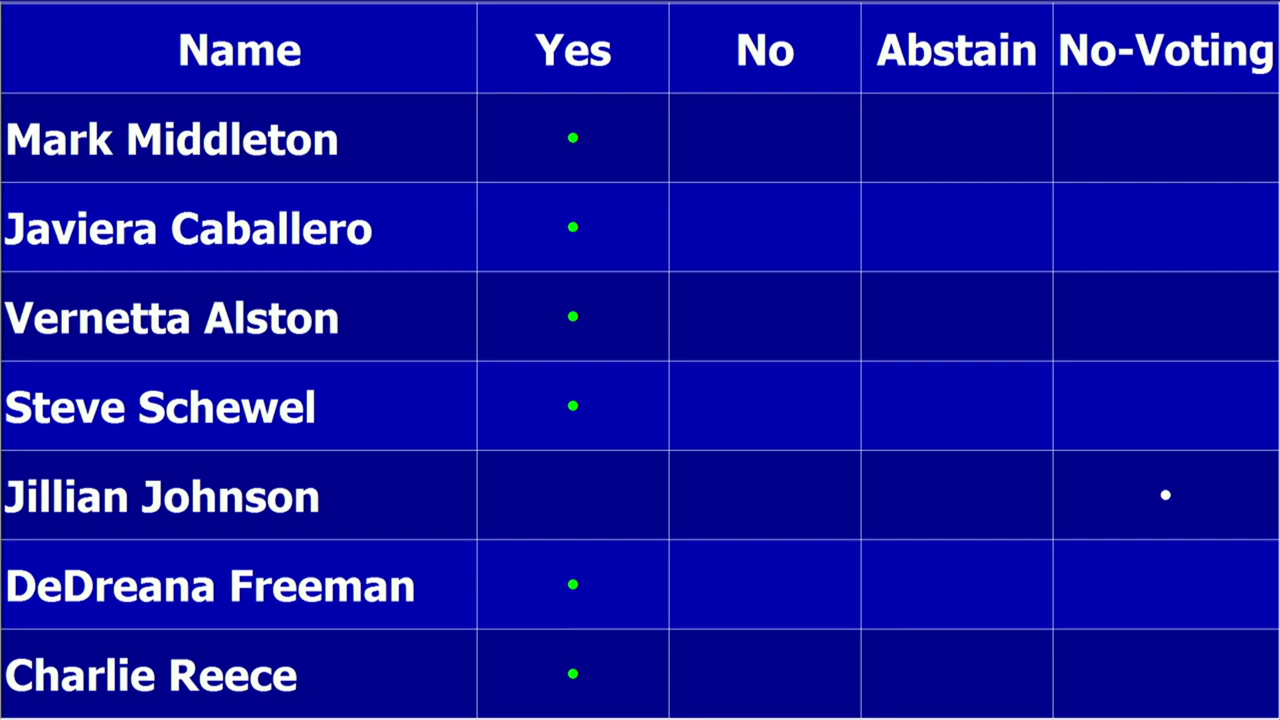 Name Yes No Abstain No-Voting
Mark Middleton
Javiera Caballero
Vernetta Alston
Steve Schewel
Jillian Johnson
DeDreana Freeman
Charlie Reece